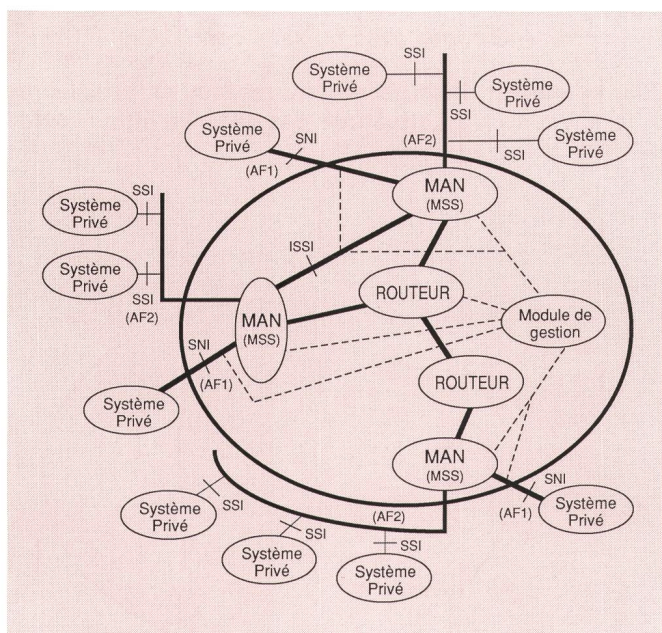 SSI
Système
Privé
Système
Privé
SSI
Système
Privé
SNI
(AF2)
Système
Privé
SSI
(AF1)
MAN
(MSS)
SSI
Système
Privé
ISSI
Système
Privé
ROUTEUR
SSI
(AF2)
MAN
(MSS)
Module de
gestion
SNI
(AF1)
ROUTEUR
Système
Privé
MAN
(MSS)
SNI
(AF1)
Système
Privé
Système
Privé
SSI
(AF2)
SSI
Système
Privé
SSI
Système
Privé